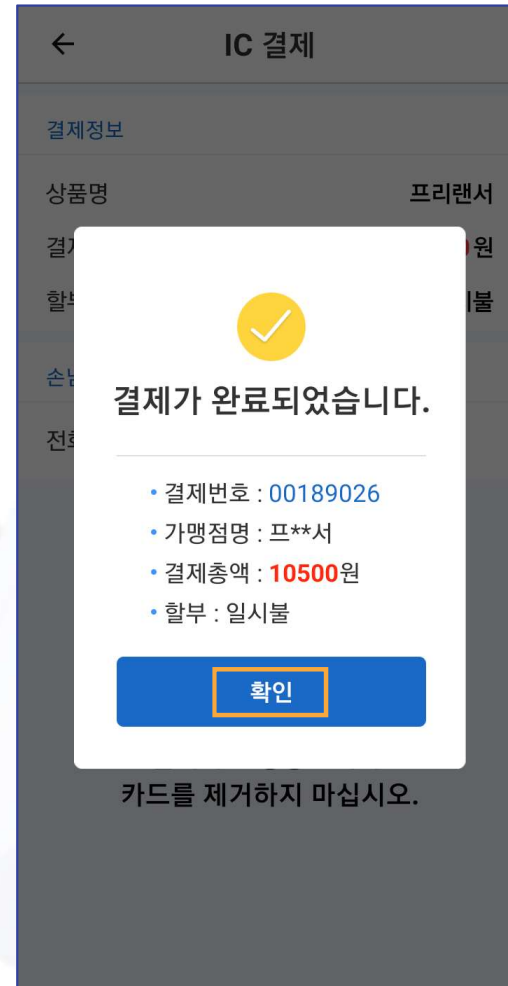 ← IC 결제
결제정보
상품명 프리랜서
원
불
결제가 완료되었습니다.
• 결제번호 : 00189026
• 가맹점명 : 프**서
• 결제총액 : 10500원
• 할부 : 일시불
확인
카드를 제거하지 마십시오.